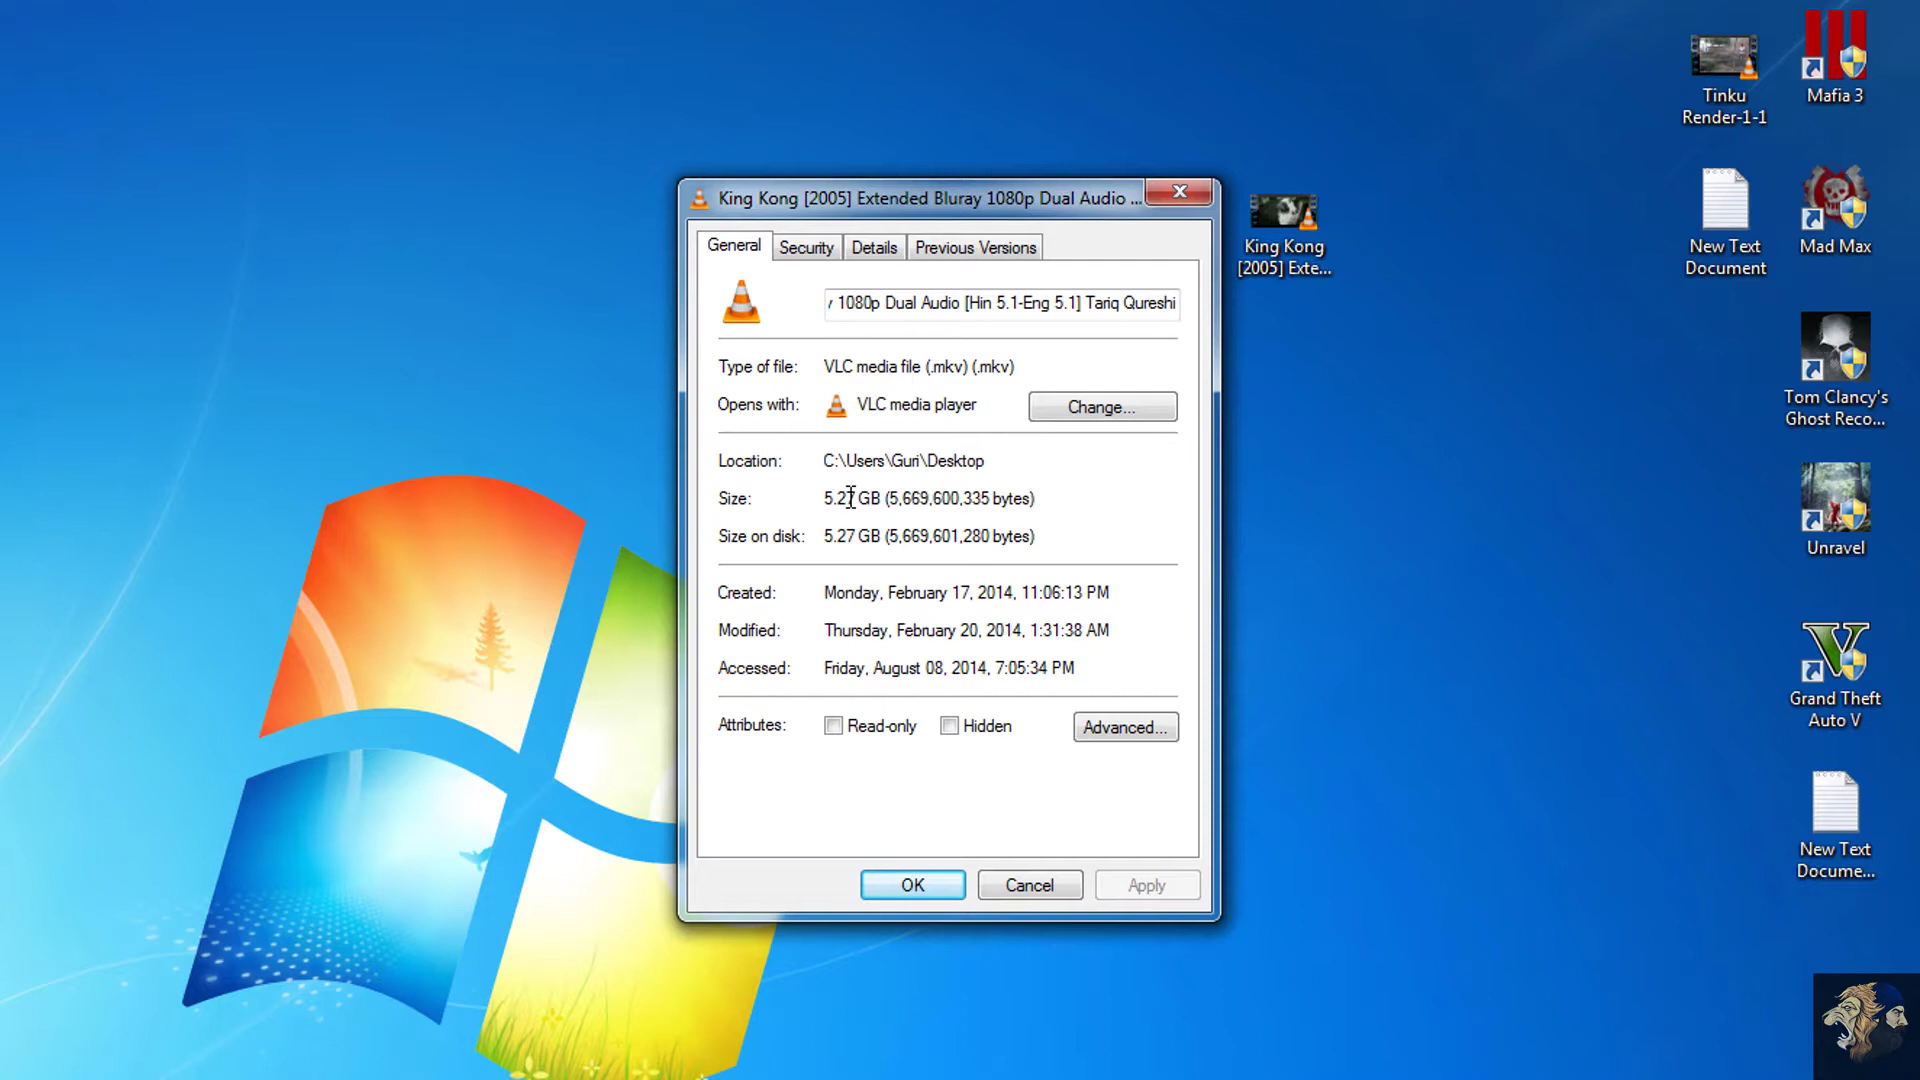 King Kong [2005] Extended Bluray 1080p Dual Audio ...
General Security Details Previous Versions
1080p Dual Audio [Hin 5.1-Eng 5.1] Tariq Qureshi
Type of file: VLC media file (.mkv) (.mkv)
Opens with: VLC media player Change...
Location: C:\Users\Guri\Desktop
Size: 5.27 GB (5,669,600,335 bytes)
Size on disk: 5.27 GB (5,669,601,280 bytes)
Created: Monday, February 17, 2014, 11:06:13 PM
Modified: Thursday, February 20, 2014, 1:31:38 AM
Accessed: Friday, August 08, 2014, 7:05:34 PM
Attributes: Read-only Hidden Advanced...
OK Cancel Apply
King Kong
[2005] Exte...
Tinku
Render-1-1
New Text
Document
Mafia 3
Mad Max
Tom Clancy's
Ghost Reco...
Unravel
Grand Theft
Auto V
New Text
Docume...